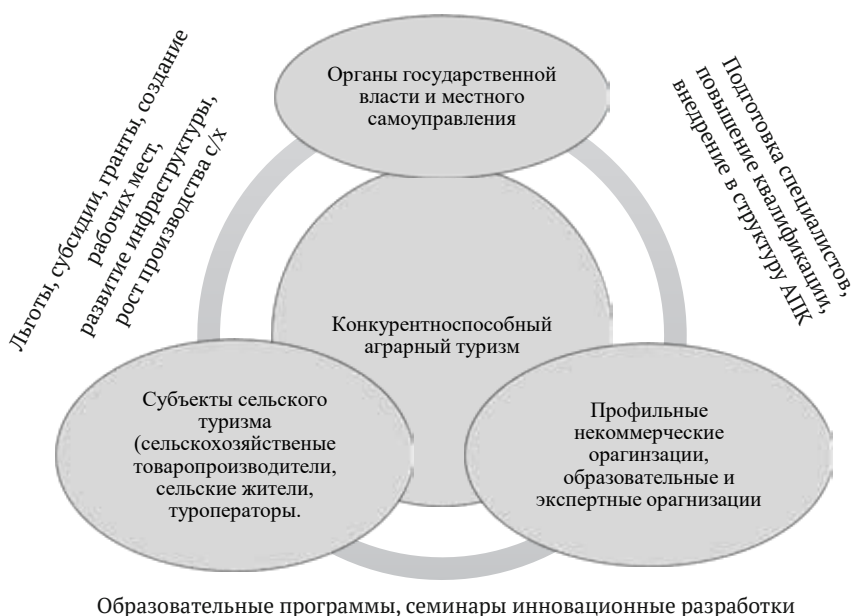 Органы государственной
власти и местного
самоуправления
Льготы, субсидии, гранты, создание
рабочих мест,
развитие инфраструктуры,
рост производства с/х
Подготовка специалистов,
повышение квалификации,
внедрение в структуру АПК
Конкурентноспособный
аграрный туризм
Субъекты сельского
туризма
(сельскохозяйственые
товаропроизводители,
сельские жители,
туроператоры.
Профильные
некоммерческие
орагинзации,
образовательные и
экспертные орагнизации
Образовательные программы, семинары инновационные разработки